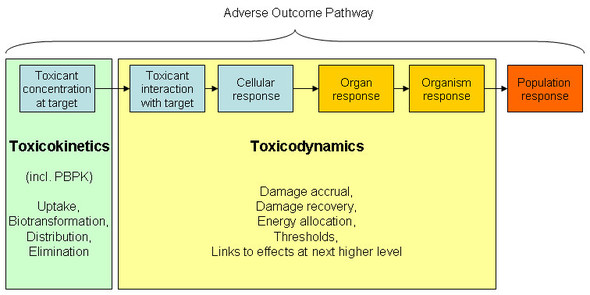 Adverse Outcome Pathway
Toxicant
concentration
at target
Toxicant
interaction
with target
Cellular
response
Organ
response
Organism
response
Population
response
Toxicokinetics
(incl. PBPK)
Uptake,
Biotransformation,
Distribution,
Elimination
Toxicodynamics
Damage accrual,
Damage recovery,
Energy allocation,
Thresholds,
Links to effects at next higher level